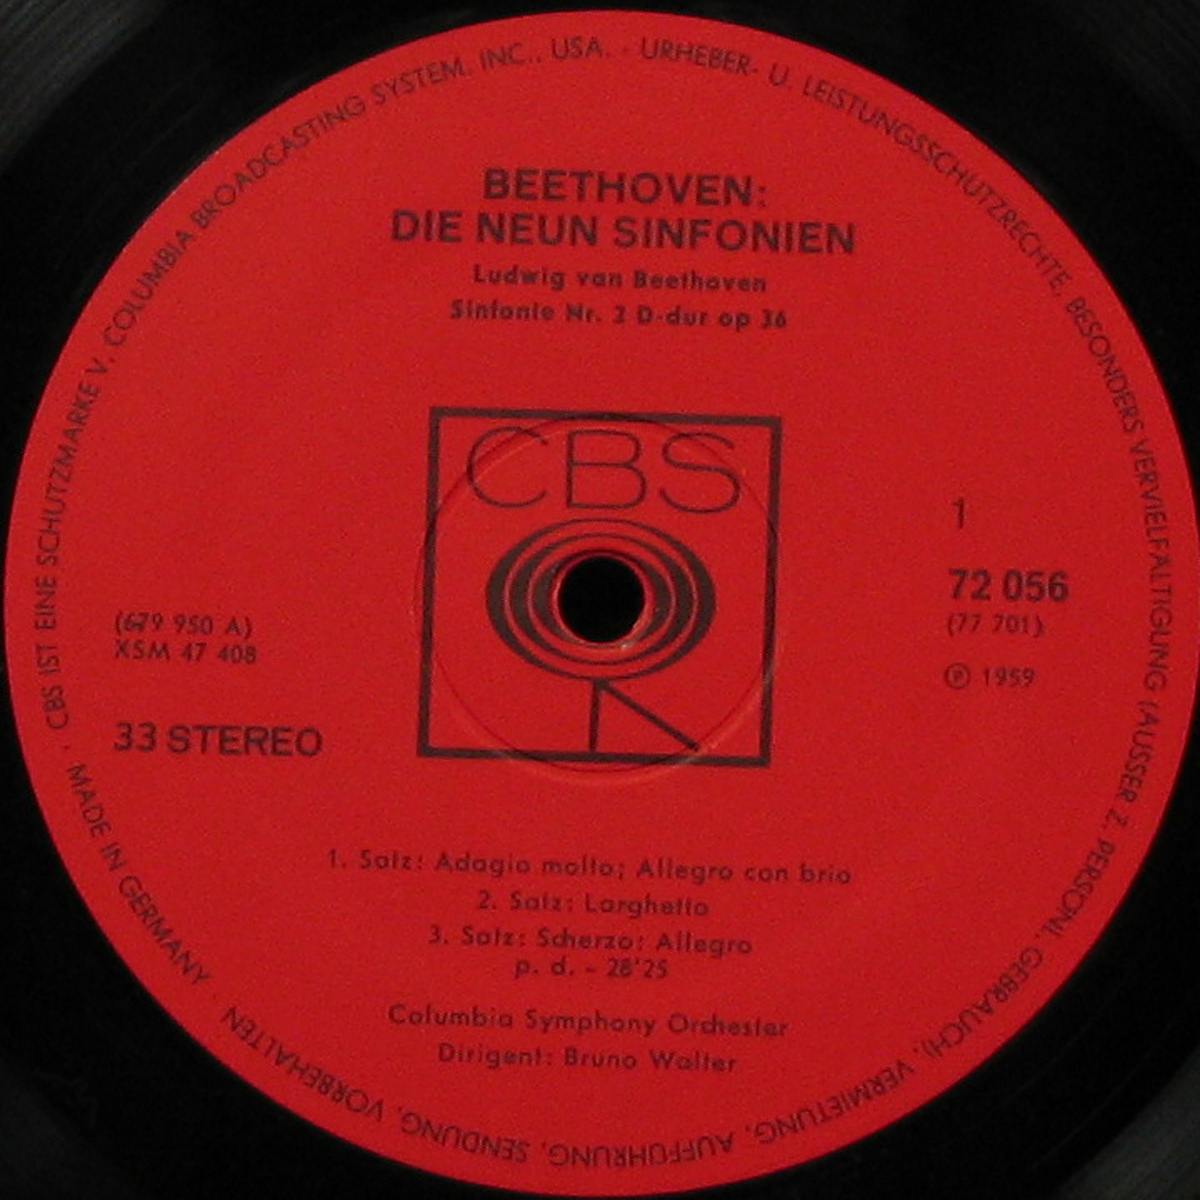 CBS IST EINE SCHUTZMARKE V. COLUMBIA BROADCASTING SYSTEM, INC., USA. · URHEBER- U. LEISTUNGSSCHUTZRECHTE, BESONDERS VERVIELFÄLTIGUNG (AUSSER Z. PERSÖNL. GEBRAUCH), VERMIETUNG, AUFFÜHRUNG, SENDUNG, VORBEHALTEN · MADE IN GERMANY ·
BEETHOVEN:
DIE NEUN SINFONIEN
Ludwig van Beethoven
Sinfonie Nr. 2 D-dur op 36
CBS
1
72 056
(77 701)
℗ 1959
(679 950 A)
XSM 47 408
33 STEREO
1. Satz: Adagio molto; Allegro con brio
2. Satz: Larghetto
3. Satz: Scherzo: Allegro
p. d. - 28'25
Columbia Symphony Orchester
Dirigent: Bruno Walter